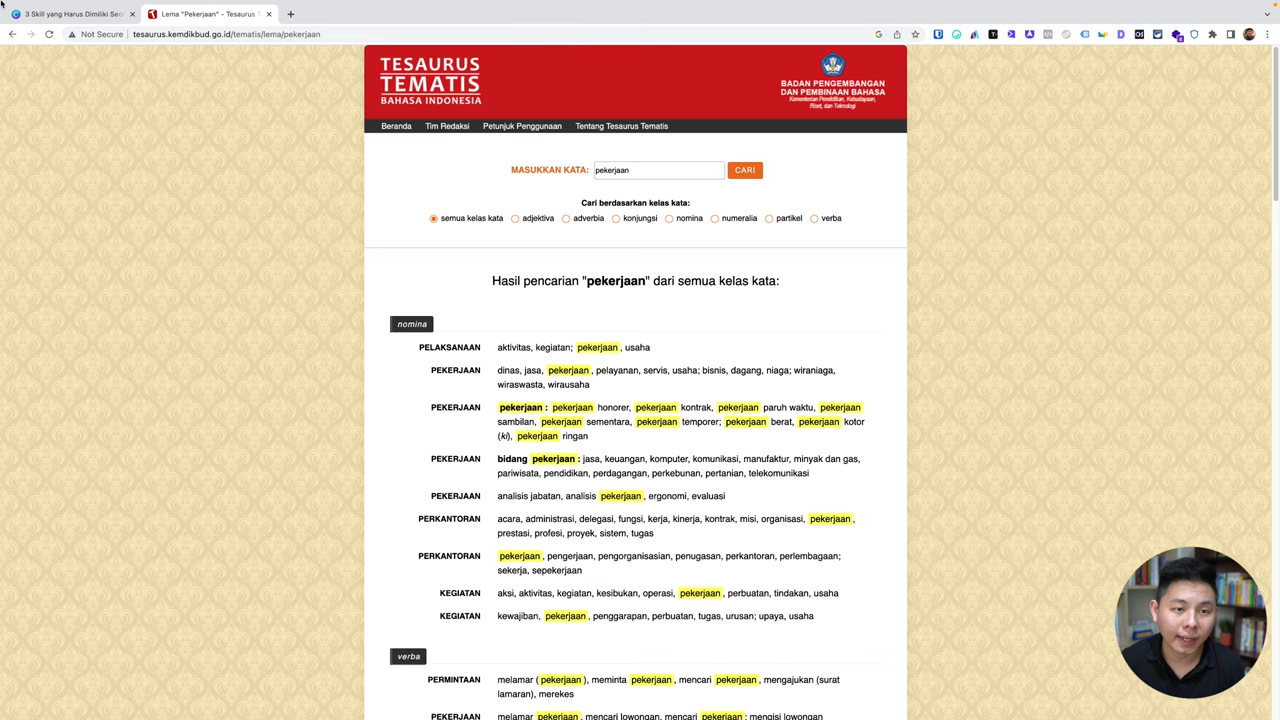 3 Skill yang Harus Dimiliki Seo
Lema "Pekerjaan" - Tesaurus T
Not Secure
tesaurus.kemdikbud.go.id/tematis/lema/pekerjaan
TESAURUS
TEMATIS
BAHASA INDONESIA
BADAN PENGEMBANGAN
DAN PEMBINAAN BAHASA
Kementerian Pendidikan, Kebudayaan,
Riset, dan Teknologi
Beranda Tim Redaksi Petunjuk Penggunaan Tentang Tesaurus Tematis
MASUKKAN KATA: pekerjaan CARI
Cari berdasarkan kelas kata:
semua kelas kata adjektiva adverbia konjungsi nomina numeralia partikel verba
Hasil pencarian "pekerjaan" dari semua kelas kata:
nomina
PELAKSANAAN aktivitas, kegiatan; pekerjaan , usaha
PEKERJAAN dinas, jasa, pekerjaan , pelayanan, servis, usaha; bisnis, dagang, niaga; wiraniaga,
wiraswasta, wirausaha
PEKERJAAN pekerjaan : pekerjaan honorer, pekerjaan kontrak, pekerjaan paruh waktu, pekerjaan
sambilan, pekerjaan sementara, pekerjaan temporer; pekerjaan berat, pekerjaan kotor
(ki), pekerjaan ringan
PEKERJAAN bidang pekerjaan : jasa, keuangan, komputer, komunikasi, manufaktur, minyak dan gas,
pariwisata, pendidikan, perdagangan, perkebunan, pertanian, telekomunikasi
PEKERJAAN analisis jabatan, analisis pekerjaan , ergonomi, evaluasi
PERKANTORAN acara, administrasi, delegasi, fungsi, kerja, kinerja, kontrak, misi, organisasi, pekerjaan ,
prestasi, profesi, proyek, sistem, tugas
PERKANTORAN pekerjaan , pengerjaan, pengorganisasian, penugasan, perkantoran, perlembagaan;
sekerja, sepekerjaan
KEGIATAN aksi, aktivitas, kegiatan, kesibukan, operasi, pekerjaan , perbuatan, tindakan, usaha
KEGIATAN kewajiban, pekerjaan , penggarapan, perbuatan, tugas, urusan; upaya, usaha
verba
PERMINTAAN melamar ( pekerjaan ), meminta pekerjaan , mencari pekerjaan , mengajukan (surat
lamaran), merekes
PEKERJAAN melamar pekerjaan , mencari lowongan, mencari pekerjaan ; mengisi lowongan